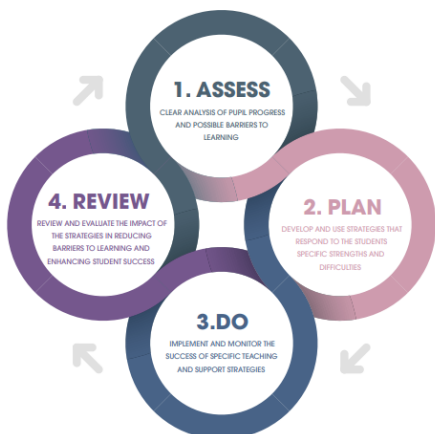 1. ASSESS
CLEAR ANALYSIS OF PUPIL PROGRESS
AND POSSIBLE BARRIERS TO
LEARNING
2. PLAN
DEVELOP AND USE STRATEGIES THAT
RESPOND TO THE STUDENTS
SPECIFIC STRENGTHS AND
DIFFICULTIES
3.DO
IMPLEMENT AND MONITOR THE
SUCCESS OF SPECIFIC TEACHING
AND SUPPORT STRATEGIES
4. REVIEW
REVIEW AND EVALUATE THE IMPACT OF
THE STRATEGIES IN REDUCING
BARRIERS TO LEARNING AND
ENHANCING STUDENT SUCCESS